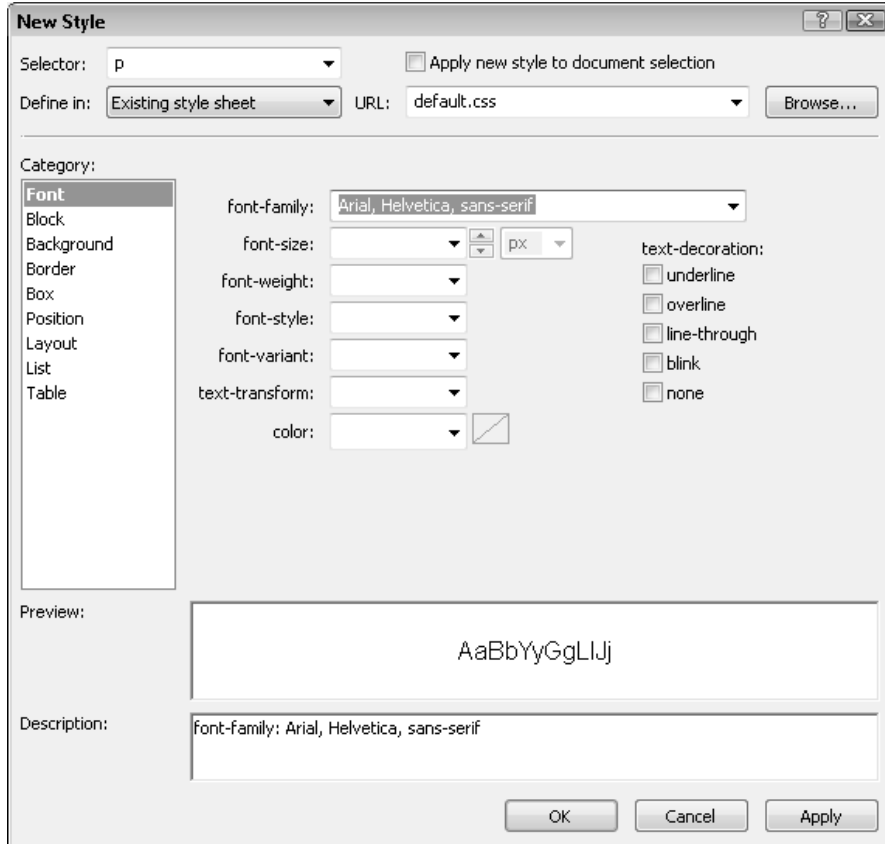 New Style
Selector: p Apply new style to document selection
Define in: Existing style sheet URL: default.css Browse...
Category:
Font
Block
Background
Border
Box
Position
Layout
List
Table
font-family: Arial, Helvetica, sans-serif
font-size: px
font-weight:
font-style:
font-variant:
text-transform:
color:
text-decoration:
underline
overline
line-through
blink
none
Preview:
AaBbYyGgLlJj
Description:
font-family: Arial, Helvetica, sans-serif
OK Cancel Apply